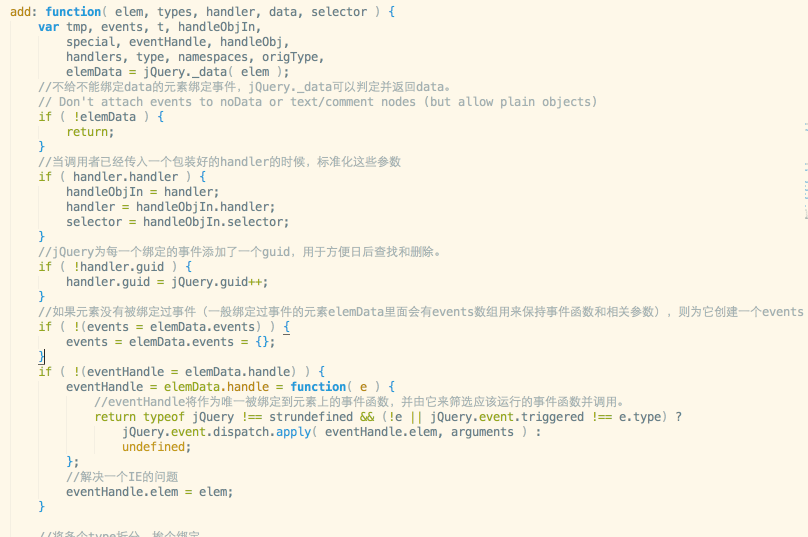 add: function( elem, types, handler, data, selector ) {
var tmp, events, t, handleObjIn,
special, eventHandle, handleObj,
handlers, type, namespaces, origType,
elemData = jQuery._data( elem );
//不给不能绑定data的元素绑定事件，jQuery._data可以判定并返回data。
// Don't attach events to noData or text/comment nodes (but allow plain objects)
if ( !elemData ) {
return;
}
//当调用者已经传入一个包装好的handler的时候，标准化这些参数
if ( handler.handler ) {
handleObjIn = handler;
handler = handleObjIn.handler;
selector = handleObjIn.selector;
}
//jQuery为每一个绑定的事件添加了一个guid，用于方便日后查找和删除。
if ( !handler.guid ) {
handler.guid = jQuery.guid++;
}
//如果元素没有被绑定过事件（一般绑定过事件的元素elemData里面会有events数组用来保持事件函数和相关参数），则为它创建一个events
if ( !(events = elemData.events) ) {
events = elemData.events = {};
}
if ( !(eventHandle = elemData.handle) ) {
eventHandle = elemData.handle = function( e ) {
//eventHandle将作为唯一被绑定到元素上的事件函数，并由它来筛选应该运行的事件函数并调用。
return typeof jQuery !== strundefined && (!e || jQuery.event.triggered !== e.type) ?
jQuery.event.dispatch.apply( eventHandle.elem, arguments ) :
undefined;
};
//解决一个IE的问题
eventHandle.elem = elem;
}
//将多个type拆分，挨个绑定